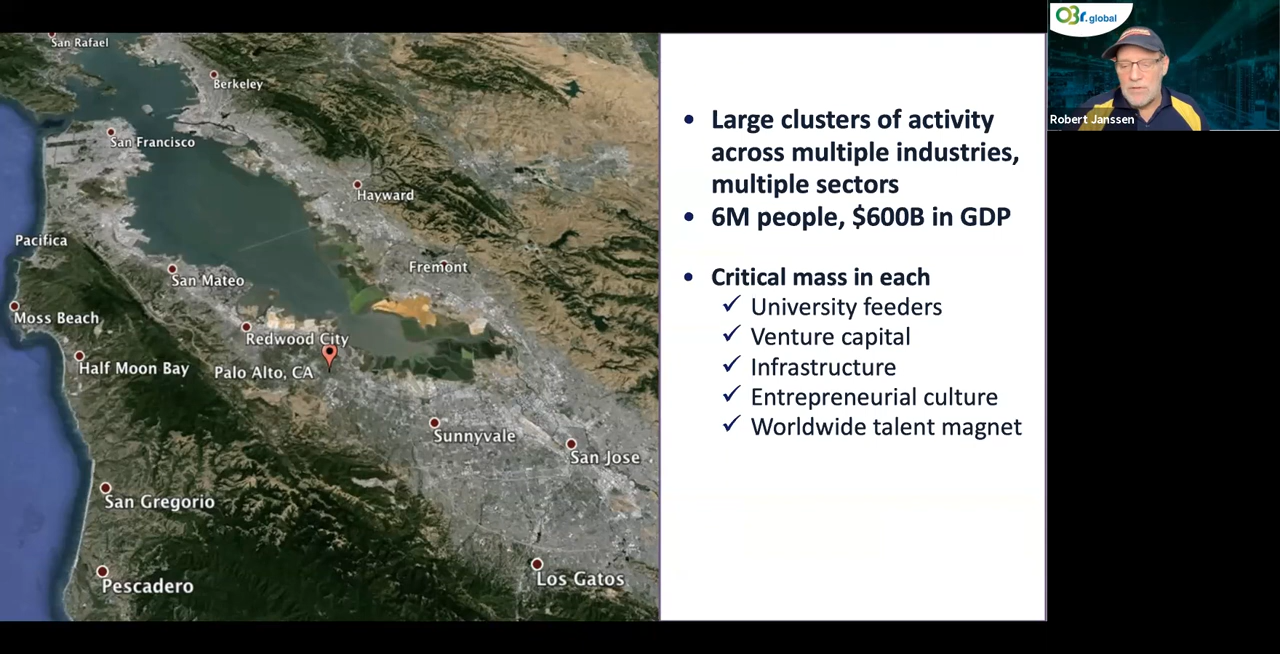 San Rafael
Berkeley
San Francisco
Hayward
Pacifica
Fremont
San Mateo
Moss Beach
Redwood City
Half Moon Bay
Palo Alto, CA
Sunnyvale
San Jose
San Gregorio
Los Gatos
Pescadero
• Large clusters of activity
across multiple industries,
multiple sectors
• 6M people, $600B in GDP
• Critical mass in each
✓ University feeders
✓ Venture capital
✓ Infrastructure
✓ Entrepreneurial culture
✓ Worldwide talent magnet
OBr.global
Robert Janssen